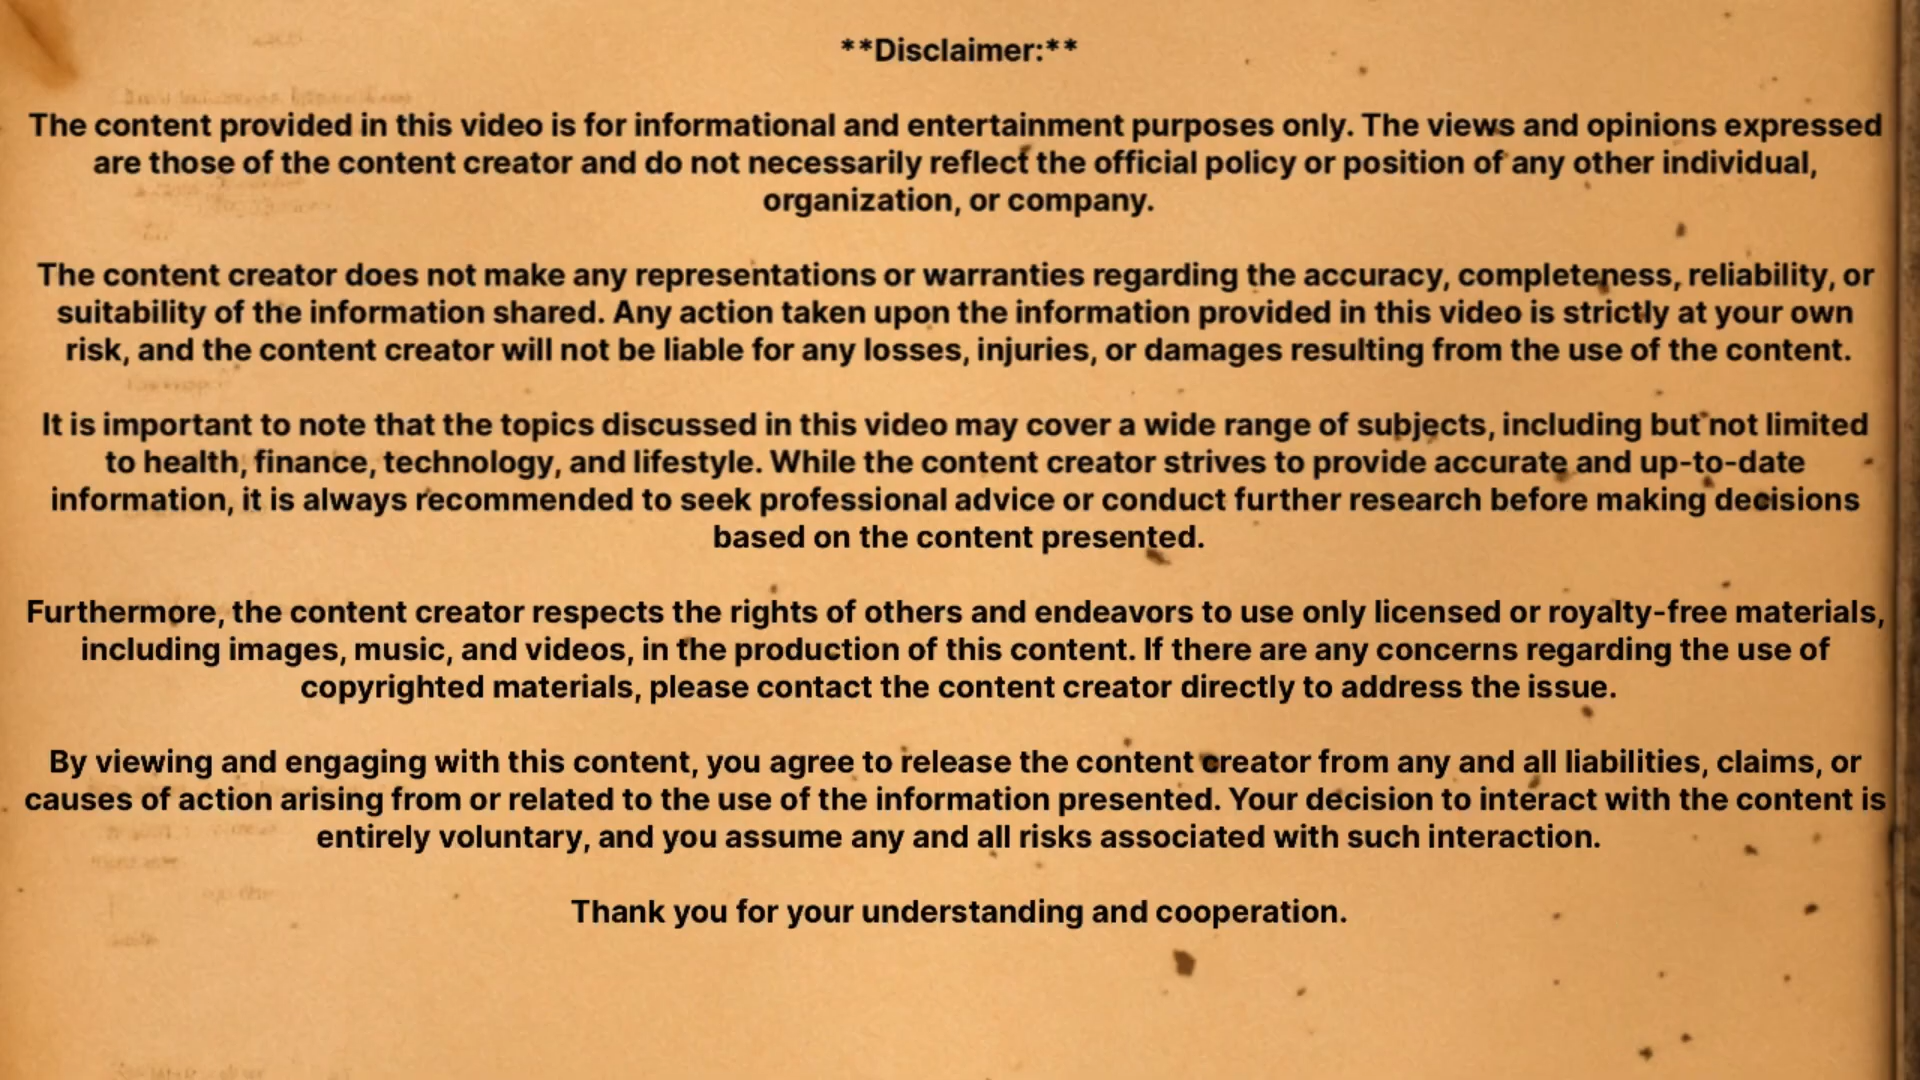 **Disclaimer:**
The content provided in this video is for informational and entertainment purposes only. The views and opinions expressed
are those of the content creator and do not necessarily reflect the official policy or position of any other individual,
organization, or company.
The content creator does not make any representations or warranties regarding the accuracy, completeness, reliability, or
suitability of the information shared. Any action taken upon the information provided in this video is strictly at your own
risk, and the content creator will not be liable for any losses, injuries, or damages resulting from the use of the content.
It is important to note that the topics discussed in this video may cover a wide range of subjects, including but not limited
to health, finance, technology, and lifestyle. While the content creator strives to provide accurate and up-to-date
information, it is always recommended to seek professional advice or conduct further research before making decisions
based on the content presented.
Furthermore, the content creator respects the rights of others and endeavors to use only licensed or royalty-free materials,
including images, music, and videos, in the production of this content. If there are any concerns regarding the use of
copyrighted materials, please contact the content creator directly to address the issue.
By viewing and engaging with this content, you agree to release the content creator from any and all liabilities, claims, or
causes of action arising from or related to the use of the information presented. Your decision to interact with the content is
entirely voluntary, and you assume any and all risks associated with such interaction.
Thank you for your understanding and cooperation.